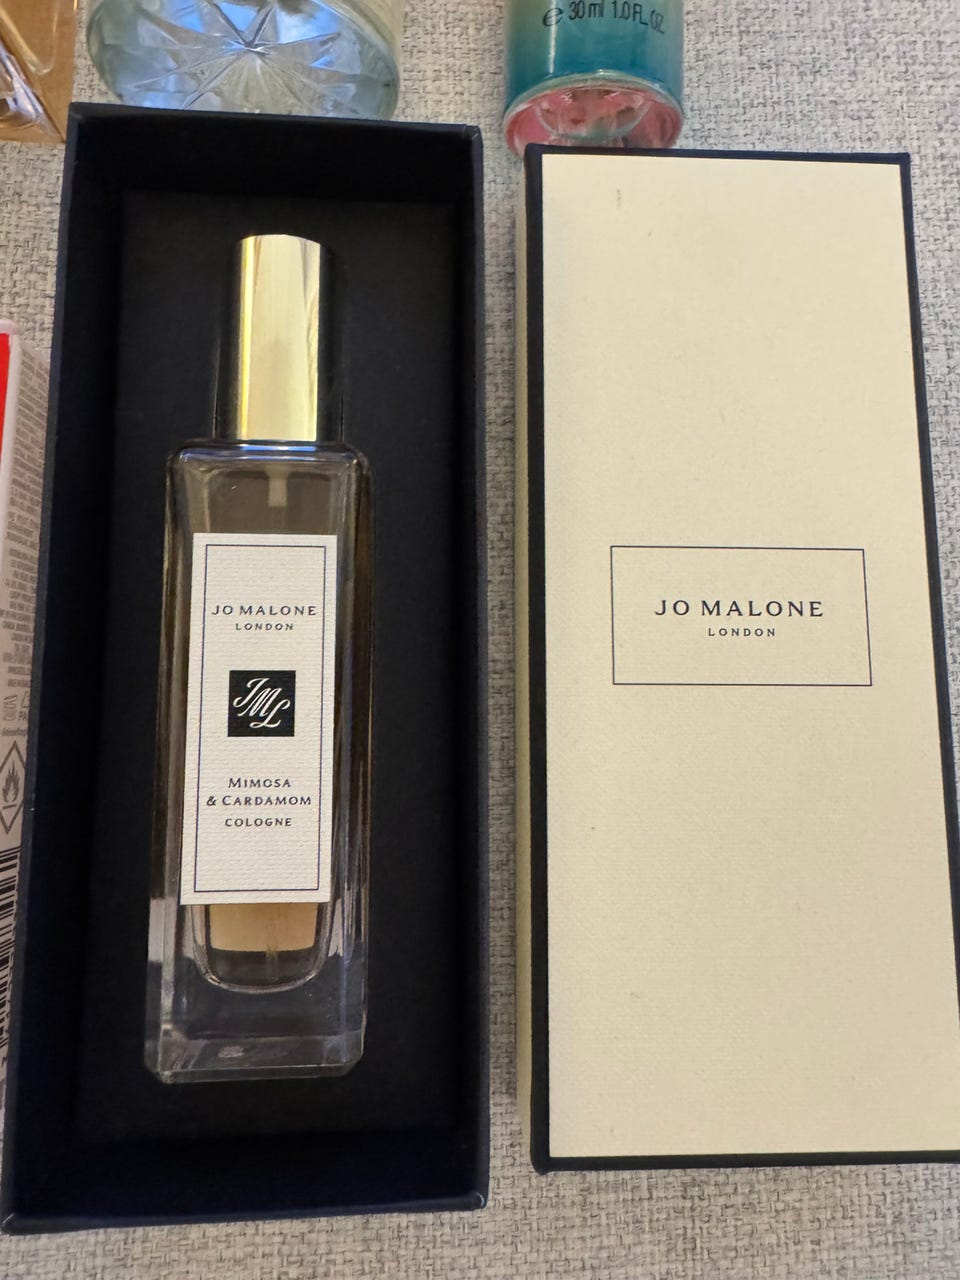 e 30 ml 1.0 FL. OZ.
JO MALONE
LONDON
JML
MIMOSA
& CARDAMOM
COLOGNE
JO MALONE
LONDON